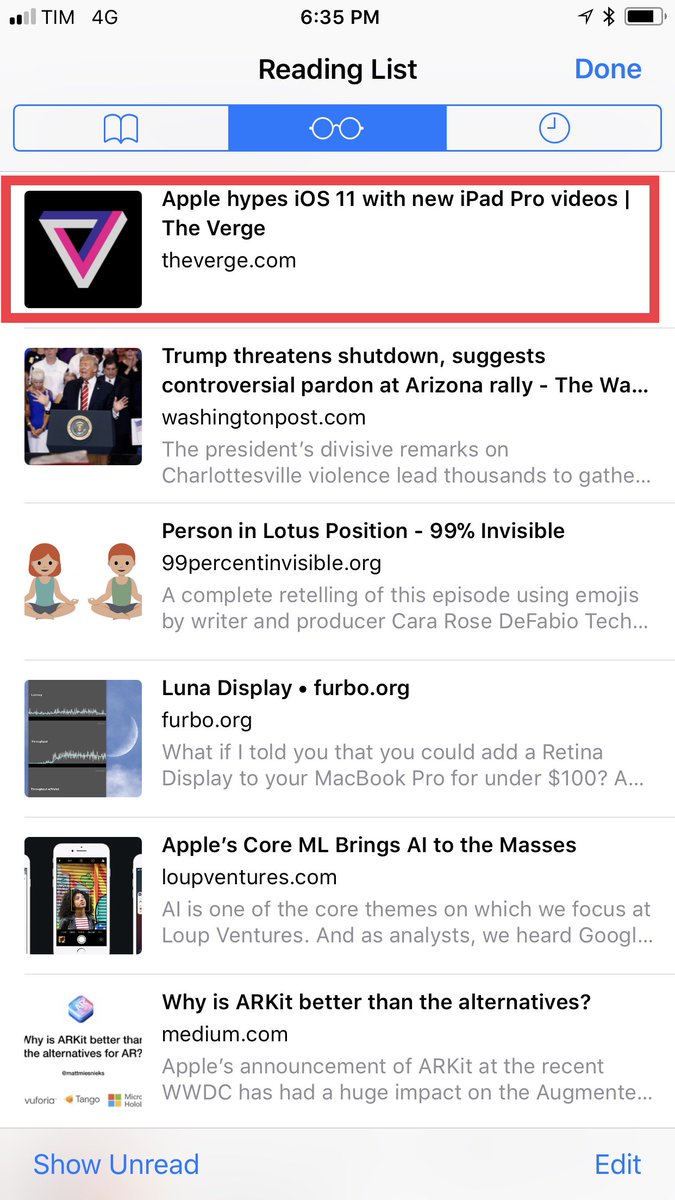 TIM 4G 6:35 PM
Reading List Done
Apple hypes iOS 11 with new iPad Pro videos |
The Verge
theverge.com
Trump threatens shutdown, suggests
controversial pardon at Arizona rally - The Wa...
washingtonpost.com
The president’s divisive remarks on
Charlottesville violence lead thousands to gathe...
Person in Lotus Position - 99% Invisible
99percentinvisible.org
A complete retelling of this episode using emojis
by writer and producer Cara Rose DeFabio Tech...
Latency
Throughput
Throughput w/Wired
Luna Display • furbo.org
furbo.org
What if I told you that you could add a Retina
Display to your MacBook Pro for under $100? A...
Apple’s Core ML Brings AI to the Masses
loupventures.com
AI is one of the core themes on which we focus at
Loup Ventures. And as analysts, we heard Googl...
Why is ARKit better than
the alternatives for AR?
@mattmiesnieks
vuforia Tango Micro
Holol
Why is ARKit better than the alternatives?
medium.com
Apple’s announcement of ARKit at the recent
WWDC has had a huge impact on the Augmente...
Show Unread Edit